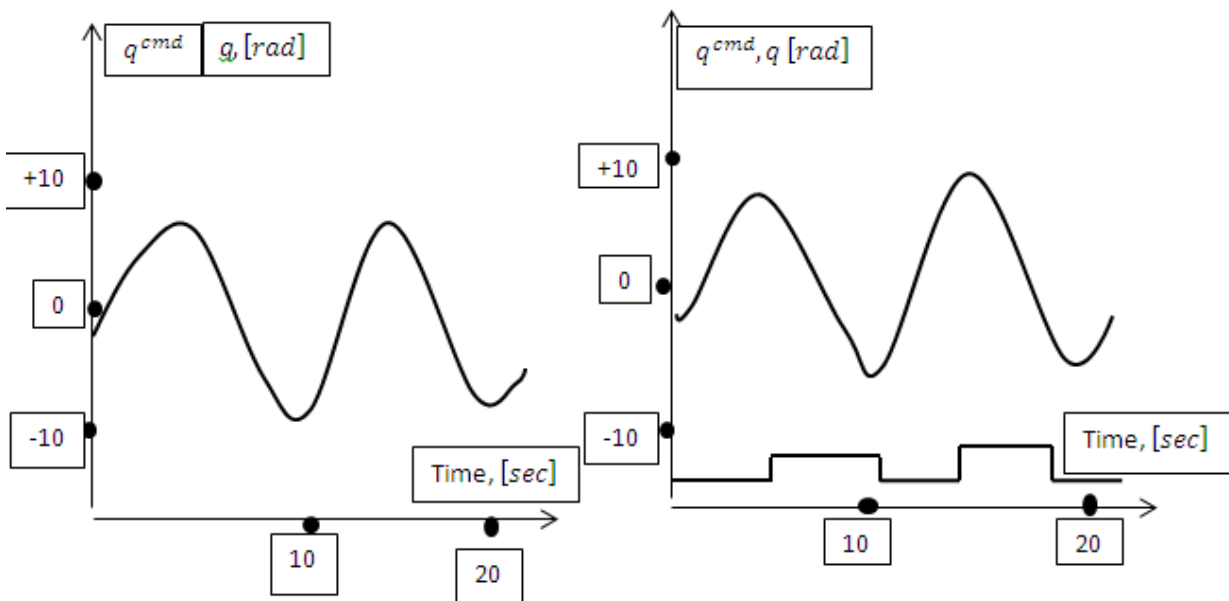 q^cmd g, [rad]
+10
0
-10
Time, [sec]
10
20
q^cmd, q [rad]
+10
0
-10
Time, [sec]
10
20